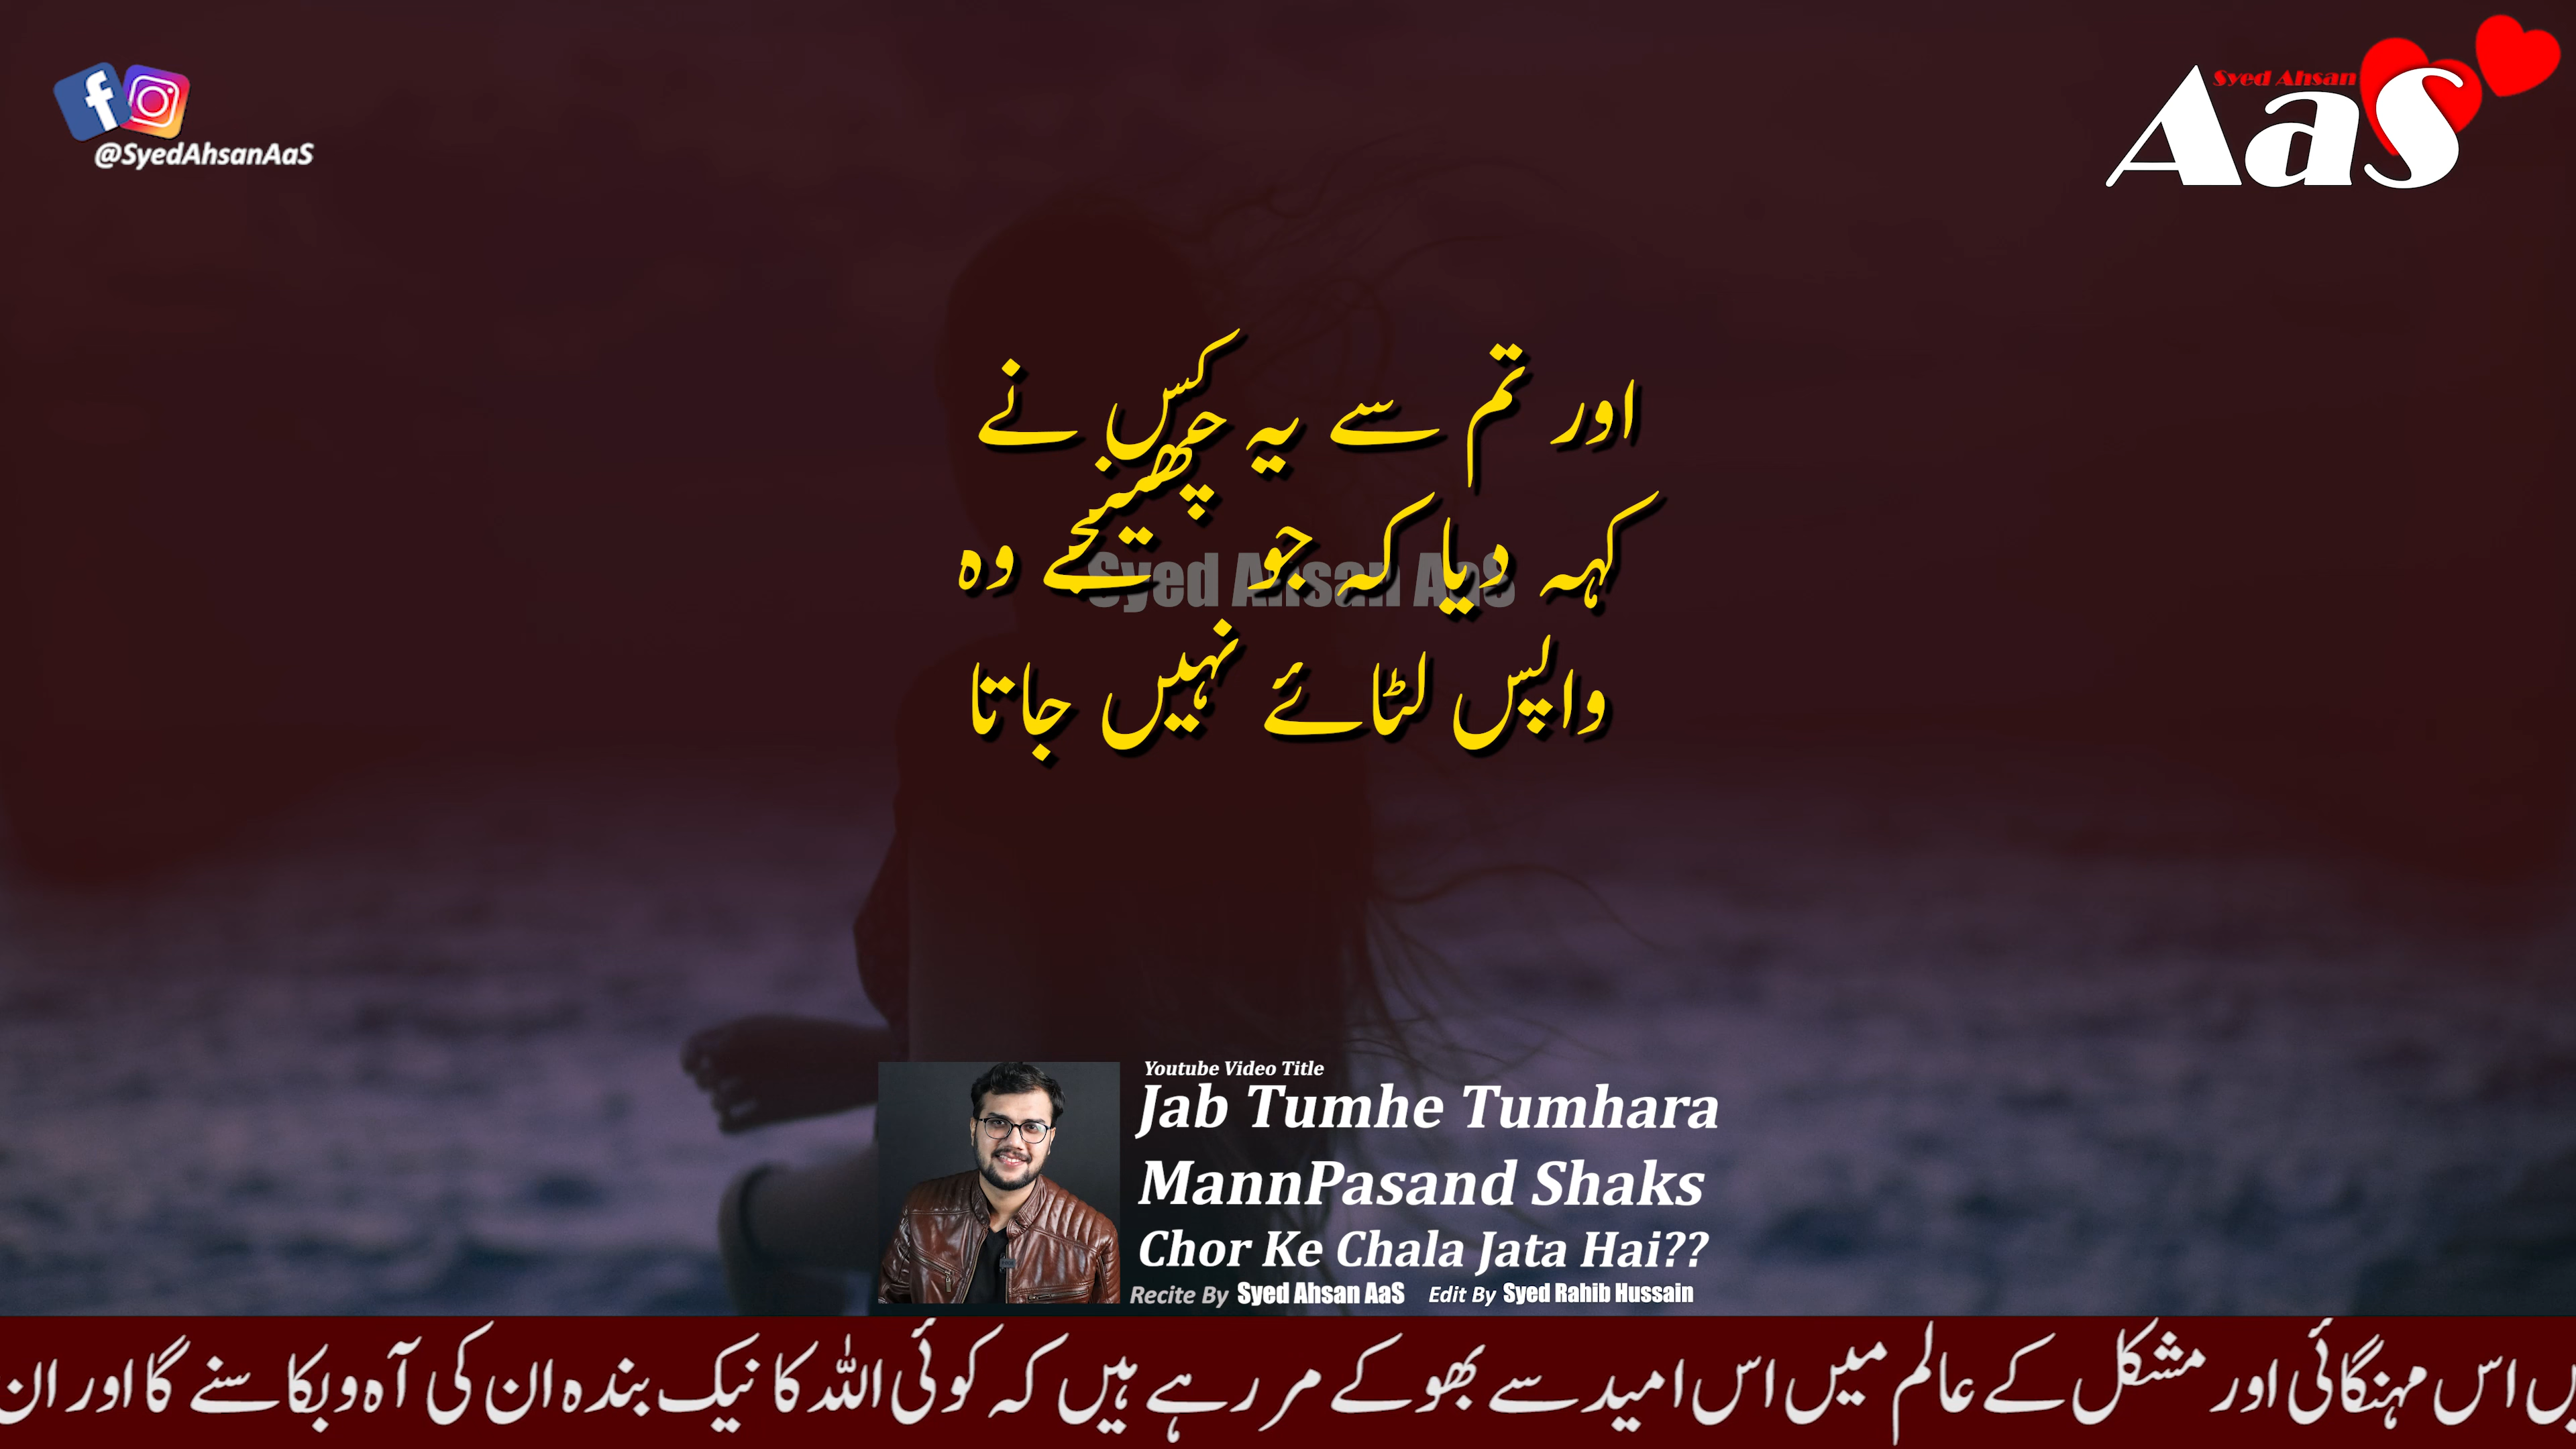 @SyedAhsanAaS
Syed Ahsan
AaS
اور تم سے یہ کس نے
کہہ دیا کہ جو چھینتے وہ
Syed Ahsan AaS
واپس لٹائے نہیں جاتا
Youtube Video Title
Jab Tumhe Tumhara
MannPasand Shaks
Chor Ke Chala Jata Hai??
Recite By Syed Ahsan AaS Edit By Syed Rahib Hussain
اس مہنگائی اور مشکل کے عالم میں اس امید سے بھوکے مر رہے ہیں کہ کوئی اللہ کا نیک بندہ ان کی آہ و بکا سنے گا اور ان